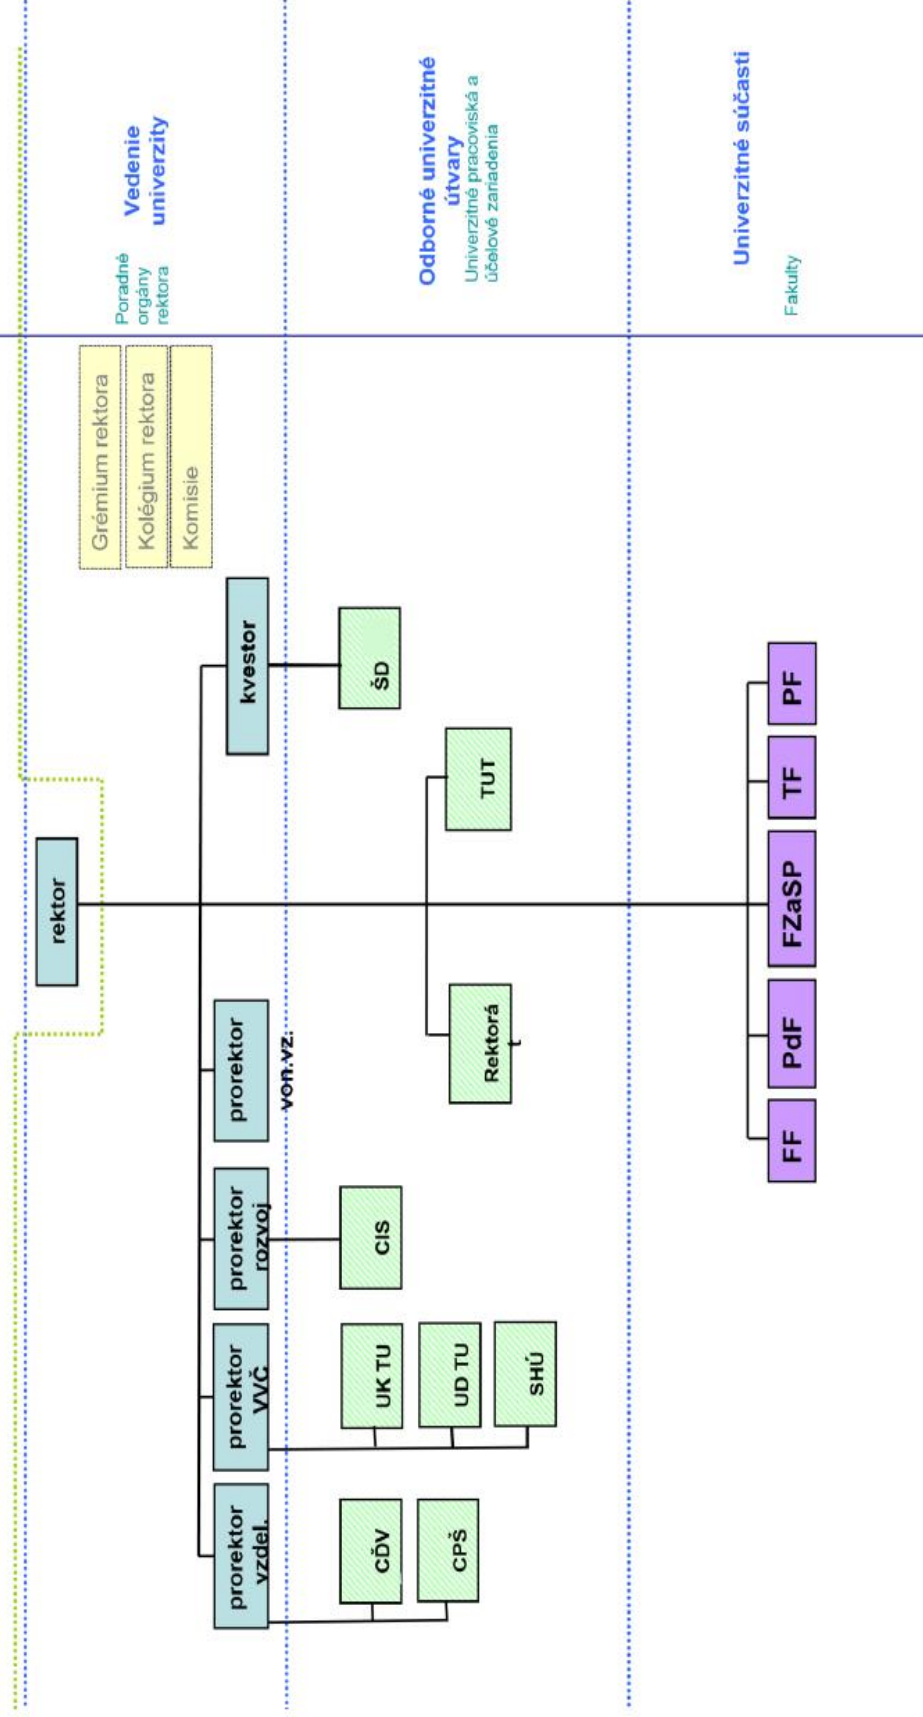 rektor
Grémium rektora
Kolégium rektora
Komisie
Poradné
orgány
rektora
Vedenie
univerzity
prorektor
vzdel.
prorektor
VVČ
prorektor
rozvoj
prorektor
von.vz.
kvestor
CĎV
CPŠ
UK TU
UD TU
SHÚ
CIS
Rektorá
t
TUT
ŠD
Odborné univerzitné
útvary
Univerzitné pracoviská a
účelové zariadenia
FF
PdF
FZaSP
TF
PF
Univerzitné súčasti
Fakulty